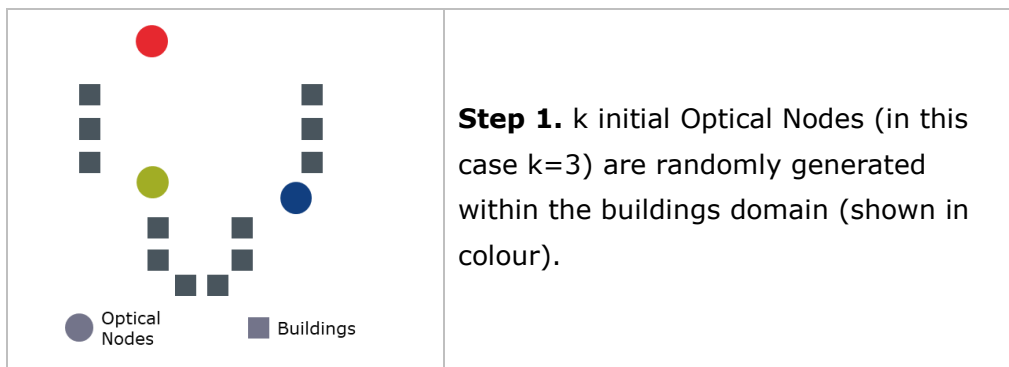 Optical
Nodes
Buildings
Step 1. k initial Optical Nodes (in this
case k=3) are randomly generated
within the buildings domain (shown in
colour).